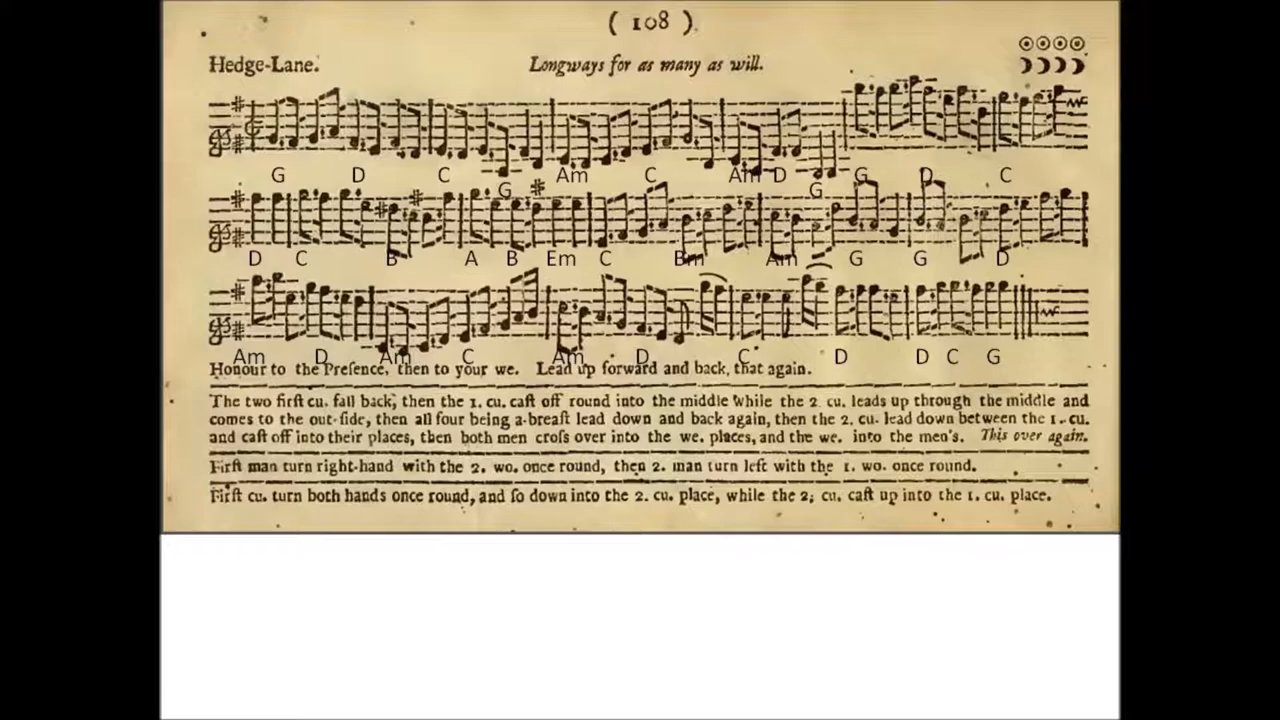 ( 108 )
Hedge-Lane.
Longways for as many as will.
G D C G Am C Am D G G D C
D C B A B Em C Bm Am G G D
Am D Am C Am D C D D C G
Honour to the Preſence, then to your we. Lead up forward and back, that again.
The two firſt cu. fall back, then the 1. cu. caſt off round into the middle While the 2 cu. leads up through the middle and
comes to the out-ſide, then all four being a-breaſt lead down and back again, then the 2. cu. lead down between the 1. cu.
and caſt off into their places, then both men croſs over into the we. places, and the we. into the men's. This over again.
Firſt man turn right-hand with the 2. wo. once round, then 2. man turn left with the 1. wo. once round.
Firſt cu. turn both hands once round, and ſo down into the 2. cu. place, while the 2; cu. caſt up into the 1. cu. place.